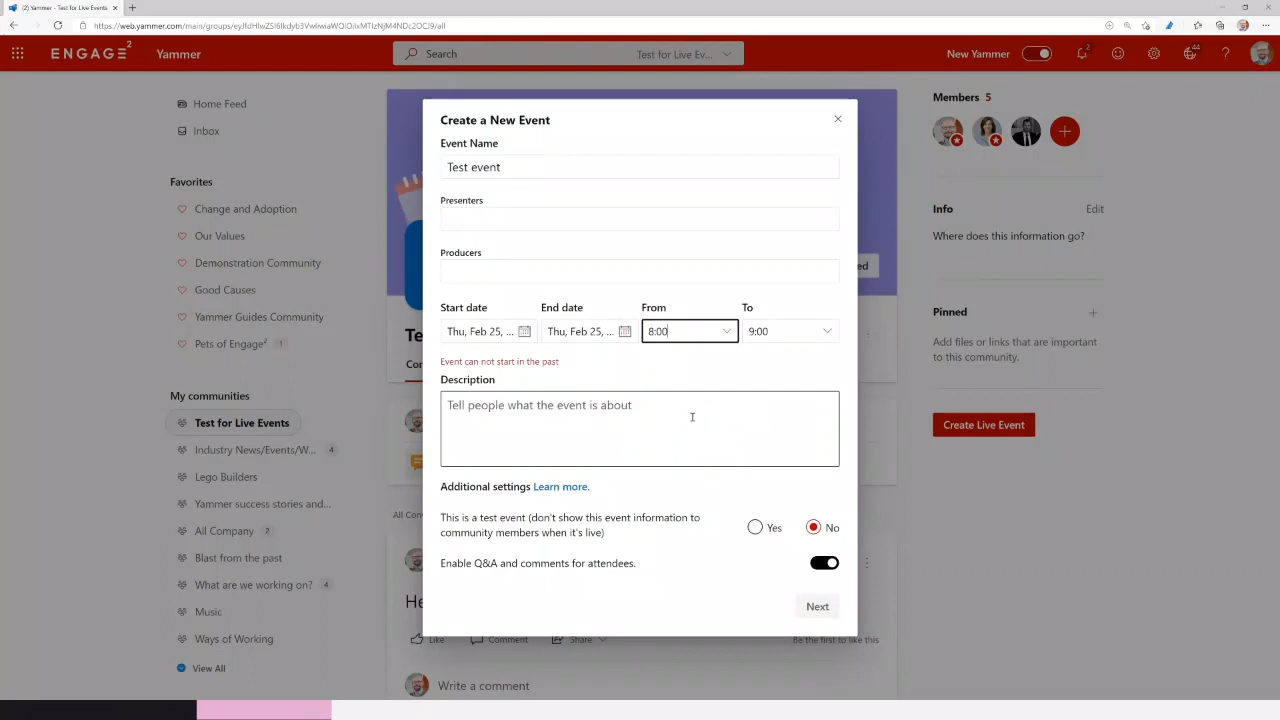 (2) Yammer - Test for Live Events
https://web.yammer.com/main/groups/eyJfdHlwZSI6Ikdyb3VwIiwiaWQiOiIxMTIzNjM4NDc2OCJ9/all
ENGAGE2
Yammer
Search
Test for Live Ev...
New Yammer
2
44
?
Home Feed
Inbox
Favorites
Change and Adoption
Our Values
Demonstration Community
Good Causes
Yammer Guides Community
Pets of Engage² 1
My communities
Test for Live Events
Industry News/Events/W... 4
Lego Builders
Yammer success stories and...
All Company 2
Blast from the past
What are we working on? 4
Music
Ways of Working
View All
Create a New Event
Event Name
Test event
Presenters
Producers
Start date End date From To
Thu, Feb 25, ... Thu, Feb 25, ... 8:00 9:00
Event can not start in the past
Description
Tell people what the event is about
Additional settings Learn more.
This is a test event (don't show this event information to
community members when it's live)
Yes No
Enable Q&A and comments for attendees.
Next
Like Comment Share
Be the first to like this
Write a comment
Members 5
Info Edit
Where does this information go?
Pinned
Add files or links that are important
to this community.
Create Live Event